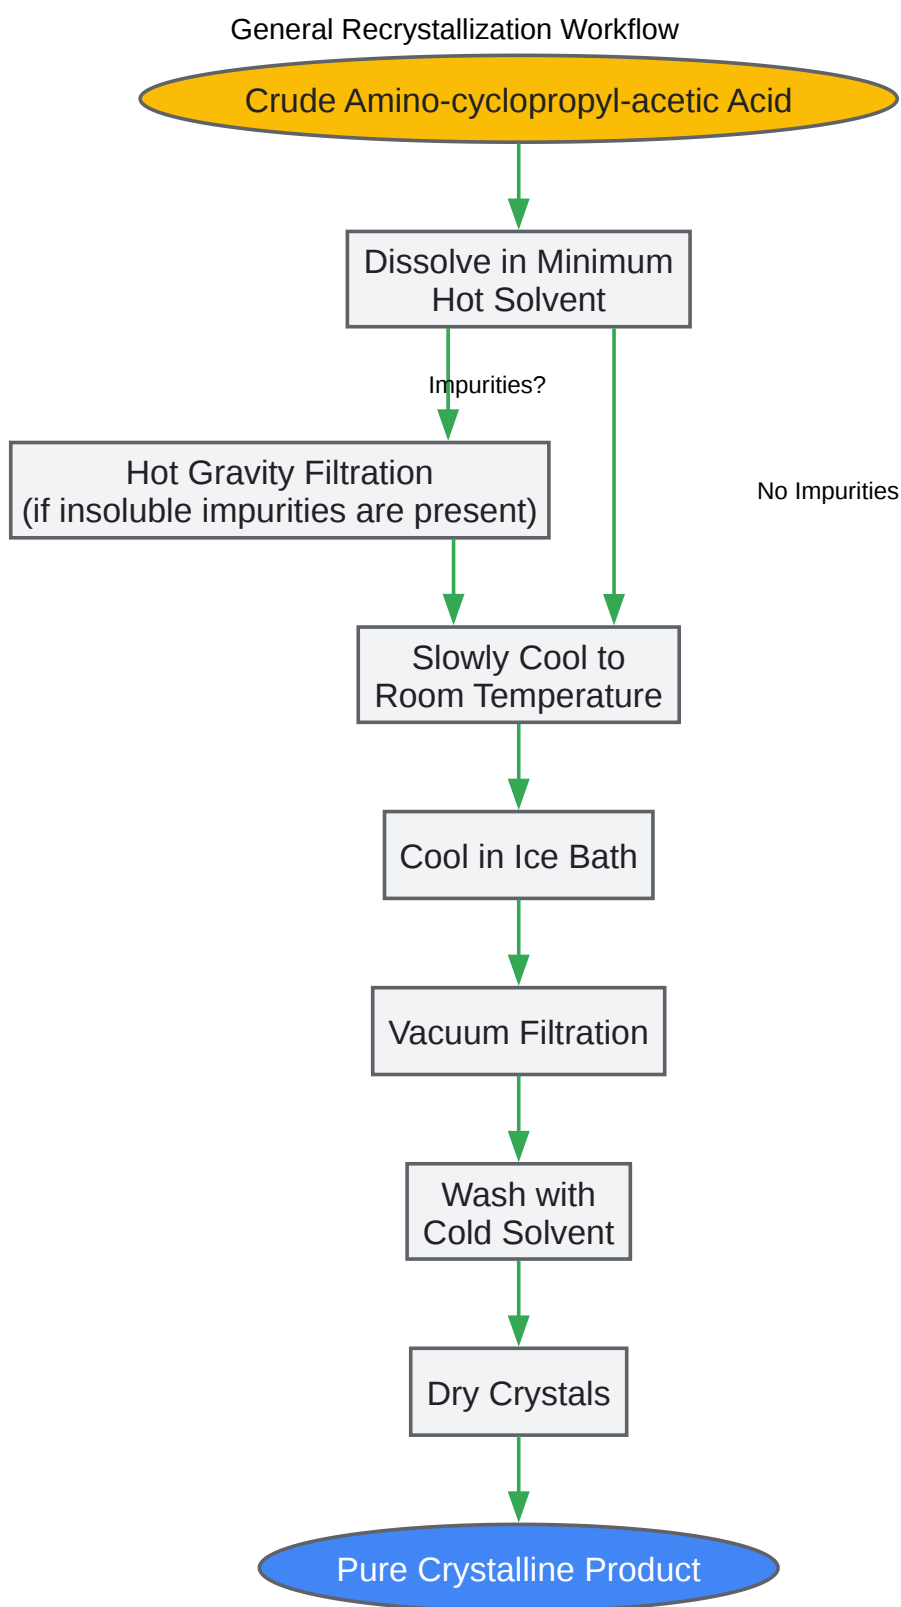 General Recrystallization Workflow
Crude Amino-cyclopropyl-acetic Acid
Dissolve in Minimum
Hot Solvent
Impurities?
Hot Gravity Filtration
(if insoluble impurities are present)
No Impurities
Slowly Cool to
Room Temperature
Cool in Ice Bath
Vacuum Filtration
Wash with
Cold Solvent
Dry Crystals
Pure Crystalline Product